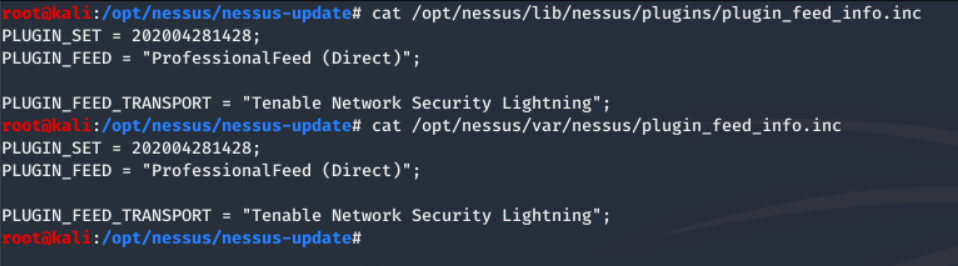 root@kali:/opt/nessus/nessus-update# cat /opt/nessus/lib/nessus/plugins/plugin_feed_info.inc
PLUGIN_SET = 202004281428;
PLUGIN_FEED = "ProfessionalFeed (Direct)";
PLUGIN_FEED_TRANSPORT = "Tenable Network Security Lightning";
root@kali:/opt/nessus/nessus-update# cat /opt/nessus/var/nessus/plugin_feed_info.inc
PLUGIN_SET = 202004281428;
PLUGIN_FEED = "ProfessionalFeed (Direct)";
PLUGIN_FEED_TRANSPORT = "Tenable Network Security Lightning";
root@kali:/opt/nessus/nessus-update#